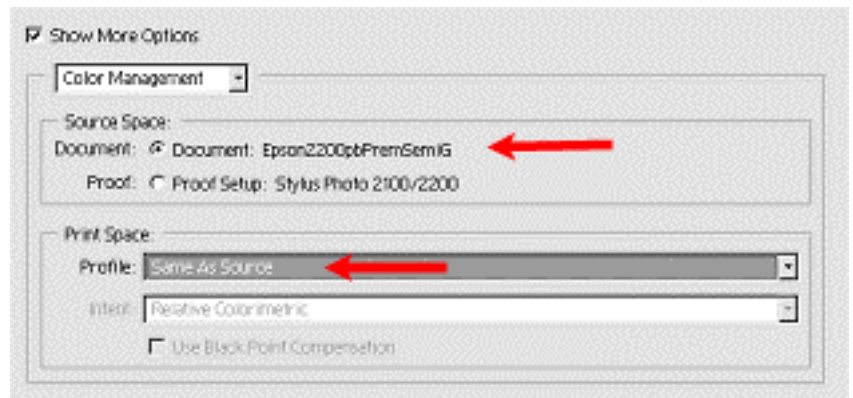 Show More Options
Color Management
Source Space:
Document: Document: Epson2200pbPremSemiG
Proof: Proof Setup: Stylus Photo 2100/2200
Print Space:
Profile: Same As Source
Intent: Relative Colorimetric
Use Black Point Compensation